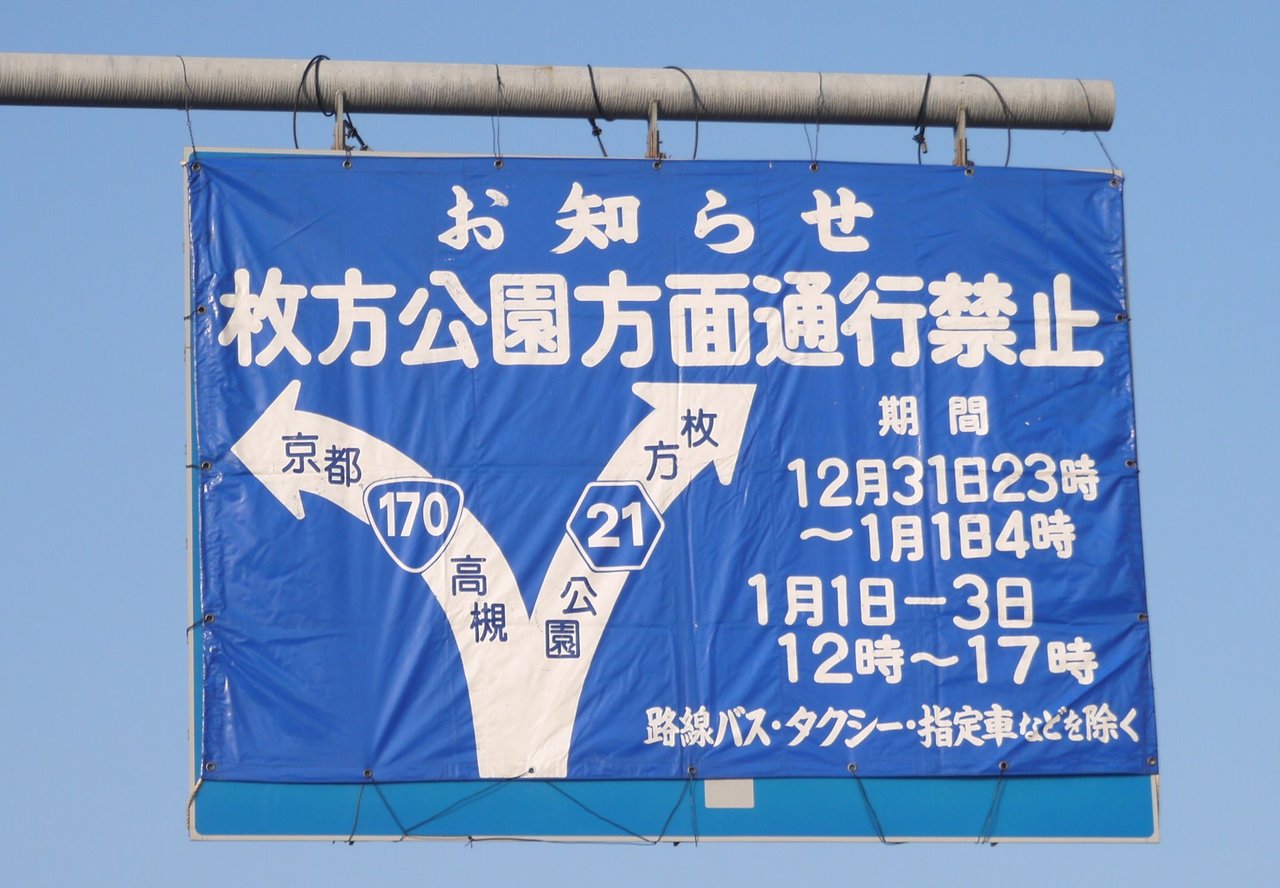 お知らせ
枚方公園方面通行禁止
京都
170
高槻
枚方
21
公園
期間
12月31日23時
～1月1日4時
1月1日－3日
12時～17時
路線バス・タクシー・指定車などを除く